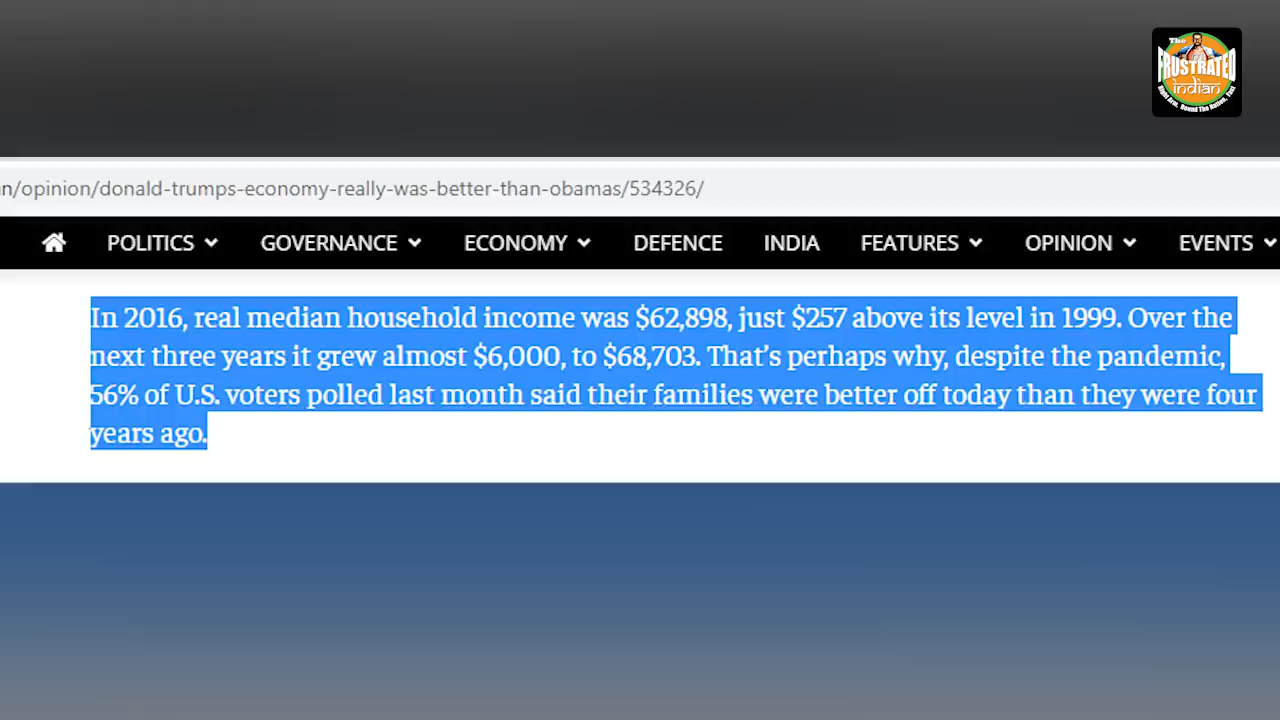 The
FRUSTRATED
indian
n/opinion/donald-trumps-economy-really-was-better-than-obamas/534326/
POLITICS GOVERNANCE ECONOMY DEFENCE INDIA FEATURES OPINION EVENTS
In 2016, real median household income was $62,898, just $257 above its level in 1999. Over the
next three years it grew almost $6,000, to $68,703. That’s perhaps why, despite the pandemic,
56% of U.S. voters polled last month said their families were better off today than they were four
years ago.